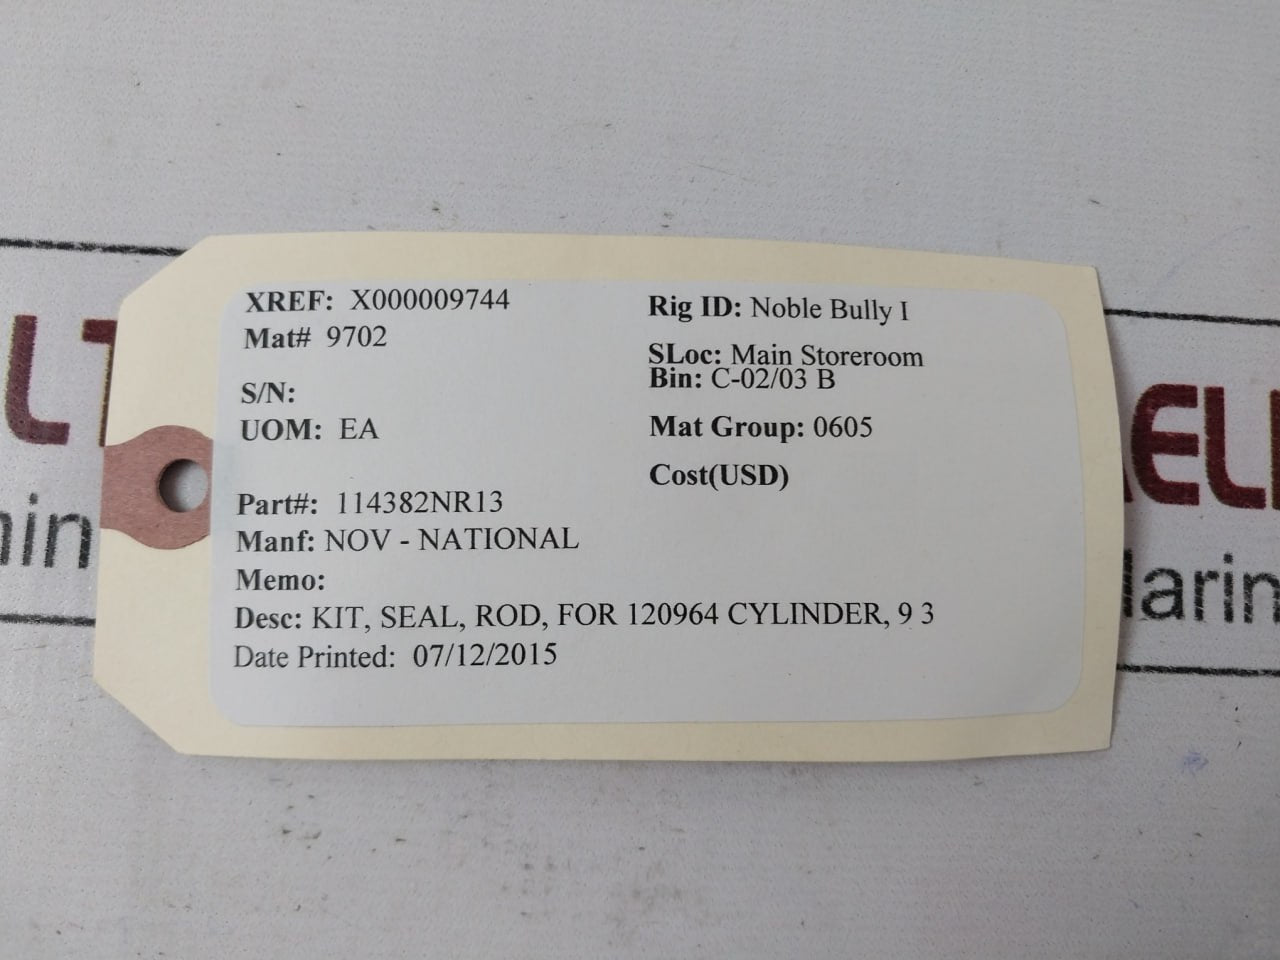 XREF: X000009744
Mat# 9702
S/N:
UOM: EA
Part#: 114382NR13
Manf: NOV - NATIONAL
Memo:
Desc: KIT, SEAL, ROD, FOR 120964 CYLINDER, 9 3
Date Printed: 07/12/2015
Rig ID: Noble Bully I
SLoc: Main Storeroom
Bin: C-02/03 B
Mat Group: 0605
Cost(USD)